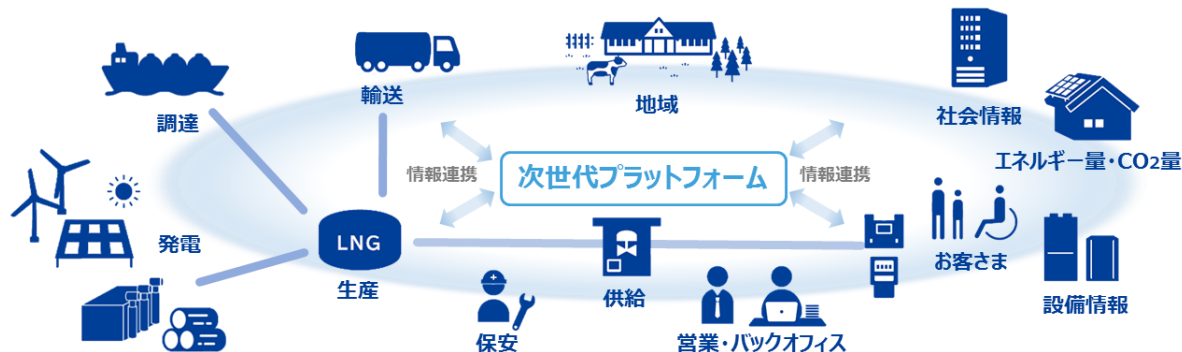 調達
輸送
地域
社会情報
エネルギー量・CO2量
情報連携
次世代プラットフォーム
情報連携
発電
LNG
生産
保安
供給
営業・バックオフィス
お客さま
設備情報